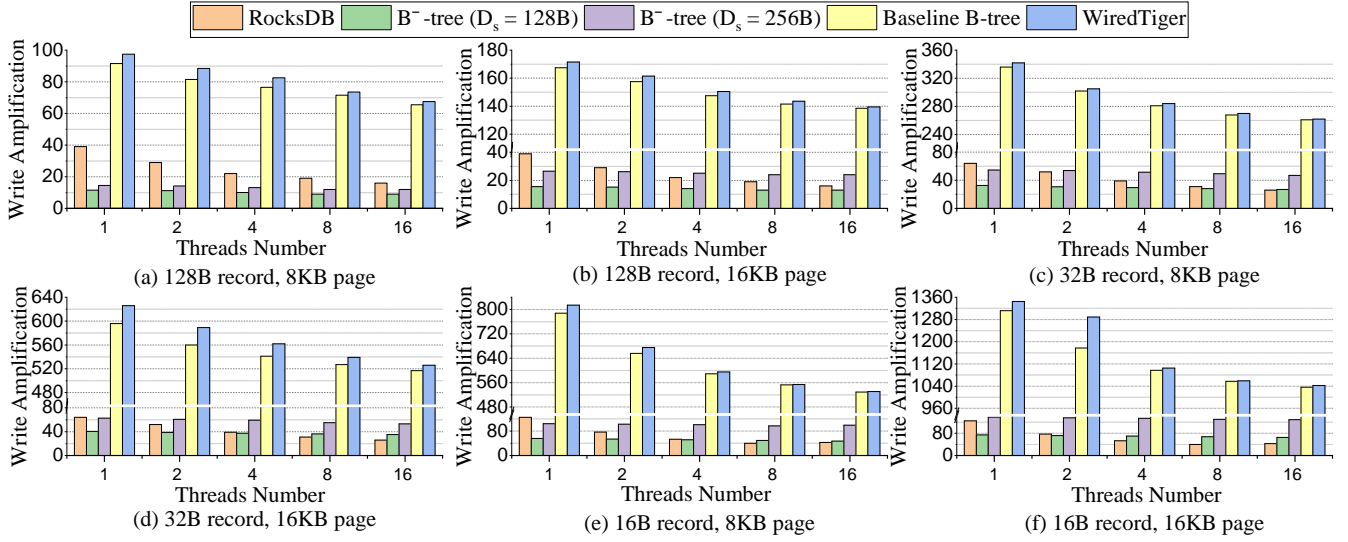 RocksDB B⁻-tree (Dₛ = 128B) B⁻-tree (Dₛ = 256B) Baseline B-tree WiredTiger
Write Amplification
100
80
60
40
20
0
1 2 4 8 16
Threads Number
(a) 128B record, 8KB page
Write Amplification
180
160
140
120
40
20
0
1 2 4 8 16
Threads Number
(b) 128B record, 16KB page
Write Amplification
360
320
280
240
80
40
0
1 2 4 8 16
Threads Number
(c) 32B record, 8KB page
Write Amplification
640
600
560
520
480
80
40
0
1 2 4 8 16
Threads Number
(d) 32B record, 16KB page
Write Amplification
800
720
640
560
480
80
0
1 2 4 8 16
Threads Number
(e) 16B record, 8KB page
Write Amplification
1360
1280
1200
1120
1040
960
80
0
1 2 4 8 16
Threads Number
(f) 16B record, 16KB page